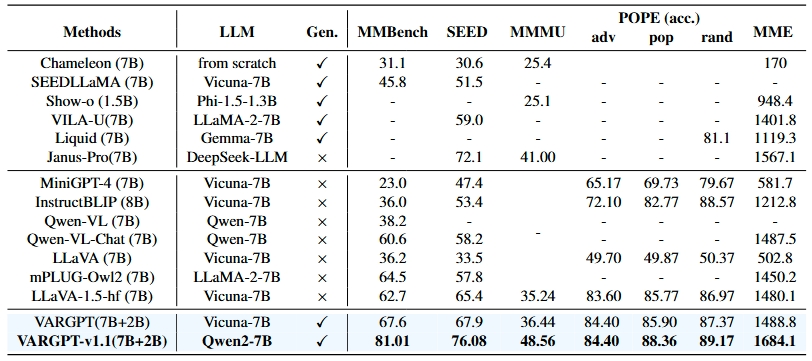 Methods LLM Gen. MMBench SEED MMMU POPE (acc.) MME
adv pop rand
Chameleon (7B) from scratch ✓ 31.1 30.6 25.4 170
SEEDLLaMA (7B) Vicuna-7B ✓ 45.8 51.5 - - - - -
Show-o (1.5B) Phi-1.5-1.3B ✓ - - 25.1 - - - 948.4
VILA-U(7B) LLaMA-2-7B ✓ - 59.0 - - - - 1401.8
Liquid (7B) Gemma-7B ✓ - - - - - 81.1 1119.3
Janus-Pro(7B) DeepSeek-LLM × - 72.1 41.00 - - - 1567.1
MiniGPT-4 (7B) Vicuna-7B × 23.0 47.4 65.17 69.73 79.67 581.7
InstructBLIP (8B) Vicuna-7B × 36.0 53.4 72.10 82.77 88.57 1212.8
Qwen-VL (7B) Qwen-7B × 38.2 - - - - -
Qwen-VL-Chat (7B) Qwen-7B × 60.6 58.2 - - - - 1487.5
LLaVA (7B) Vicuna-7B × 36.2 33.5 49.70 49.87 50.37 502.8
mPLUG-Owl2 (7B) LLaMA-2-7B × 64.5 57.8 - - - 1450.2
LLaVA-1.5-hf (7B) Vicuna-7B × 62.7 65.4 35.24 83.60 85.77 86.97 1480.1
VARGPT(7B+2B) Vicuna-7B ✓ 67.6 67.9 36.44 84.40 85.90 87.37 1488.8
VARGPT-v1.1(7B+2B) Qwen2-7B ✓ 81.01 76.08 48.56 84.40 88.36 89.17 1684.1